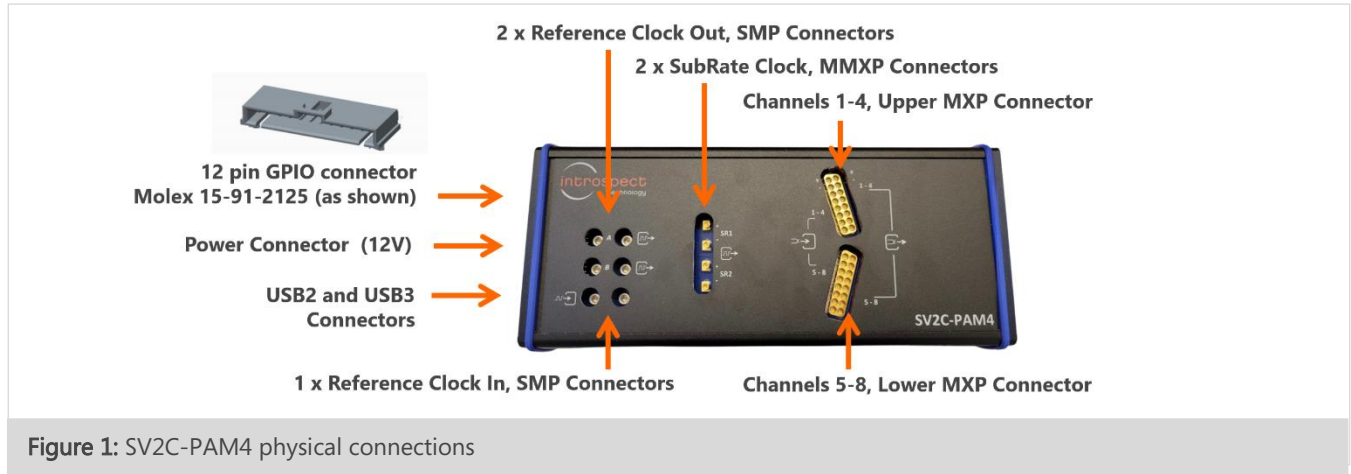 2 x Reference Clock Out, SMP Connectors
2 x SubRate Clock, MMXP Connectors
Channels 1-4, Upper MXP Connector
12 pin GPIO connector
Molex 15-91-2125 (as shown)
Power Connector (12V)
USB2 and USB3
Connectors
introspect
technology
A
B
SR1
SR2
1-4
1-4
5-8
5-8
SV2C-PAM4
1 x Reference Clock In, SMP Connectors
Channels 5-8, Lower MXP Connector
Figure 1: SV2C-PAM4 physical connections